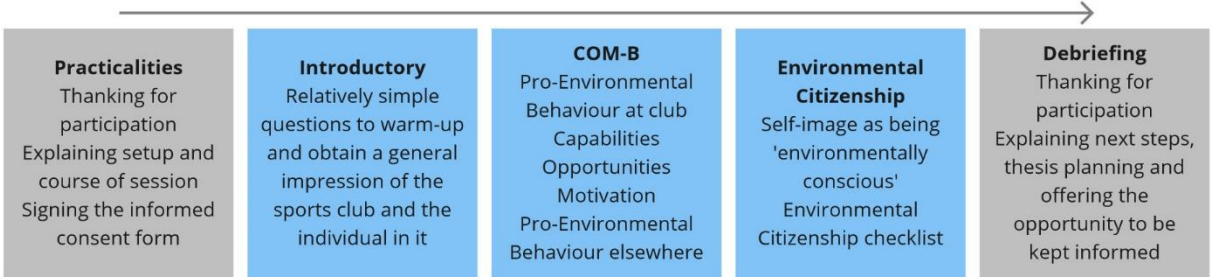 Practicalities
Thanking for
participation
Explaining setup and
course of session
Signing the informed
consent form
Introductory
Relatively simple
questions to warm-up
and obtain a general
impression of the
sports club and the
individual in it
COM-B
Pro-Environmental
Behaviour at club
Capabilities
Opportunities
Motivation
Pro-Environmental
Behaviour elsewhere
Environmental
Citizenship
Self-image as being
'environmentally
conscious'
Environmental
Citizenship checklist
Debriefing
Thanking for
participation
Explaining next steps,
thesis planning and
offering the
opportunity to be
kept informed